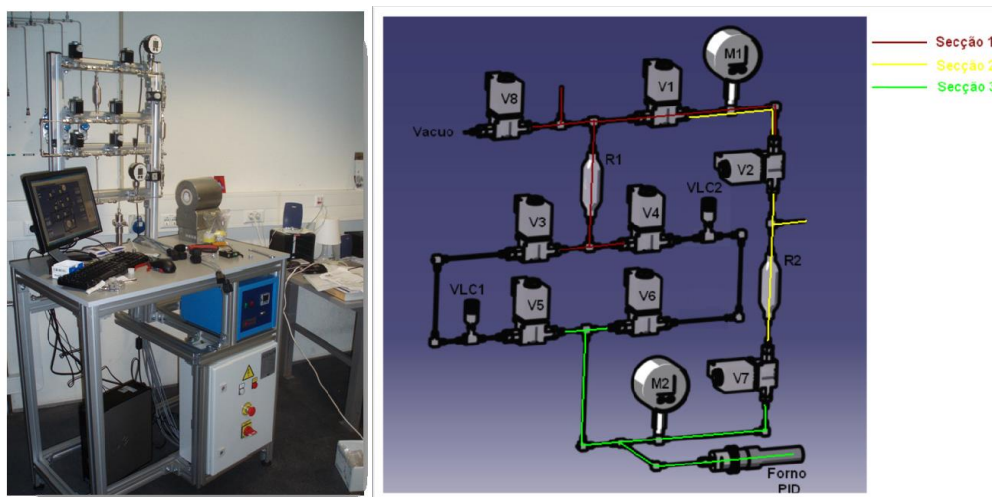 M1
Secção 1
Secção 2
Secção 3
V8
V1
Vacuo
R1
V2
VLC2
V3
V4
R2
VLC1
V5
V6
M2
V7
Forno
PID